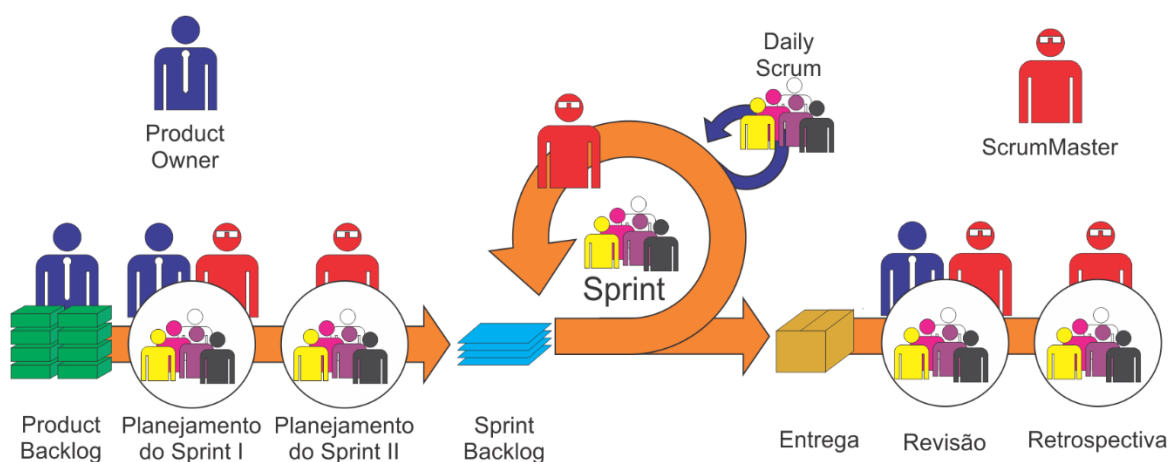 Product
Owner
Daily
Scrum
ScrumMaster
Sprint
Product
Backlog
Planejamento
do Sprint I
Planejamento
do Sprint II
Sprint
Backlog
Entrega
Revisão
Retrospectiva